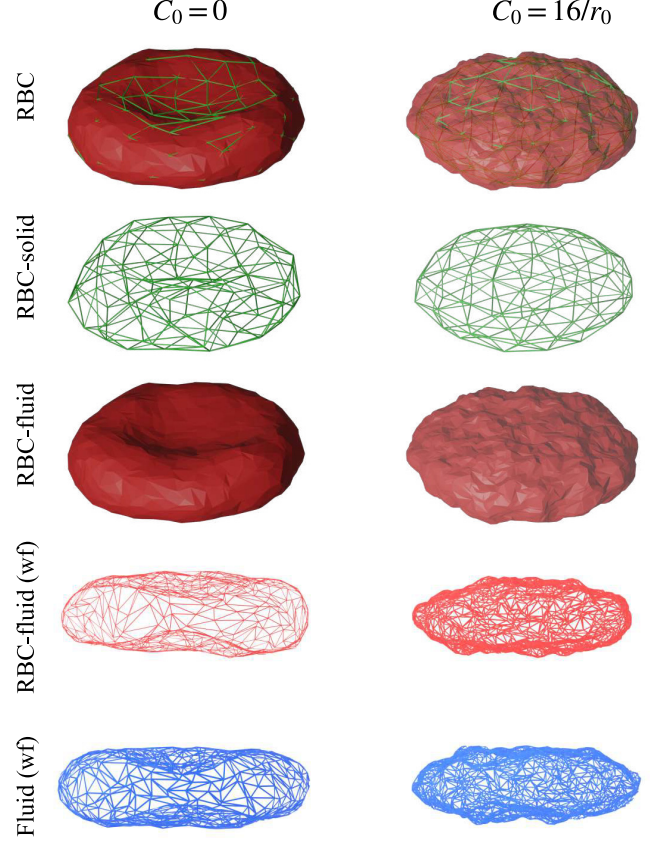 C₀ = 0
C₀ = 16/r₀
RBC
RBC-solid
RBC-fluid
RBC-fluid (wf)
Fluid (wf)